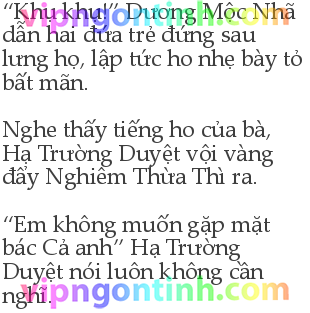 “Khụ khụ!” Dương Mộc Nhã
dẫn hai đứa trẻ đứng sau
lưng họ, lập tức ho nhẹ bày tỏ
bất mãn.
Nghe thấy tiếng ho của bà,
Hạ Trường Duyệt vội vàng
đẩy Nghiêm Thừa Thì ra.
“Em không muốn gặp mặt
bác Cả anh” Hạ Trường
Duyệt nói luôn không cần
nghĩ.
vipngontinh.com
vipngontinh.com